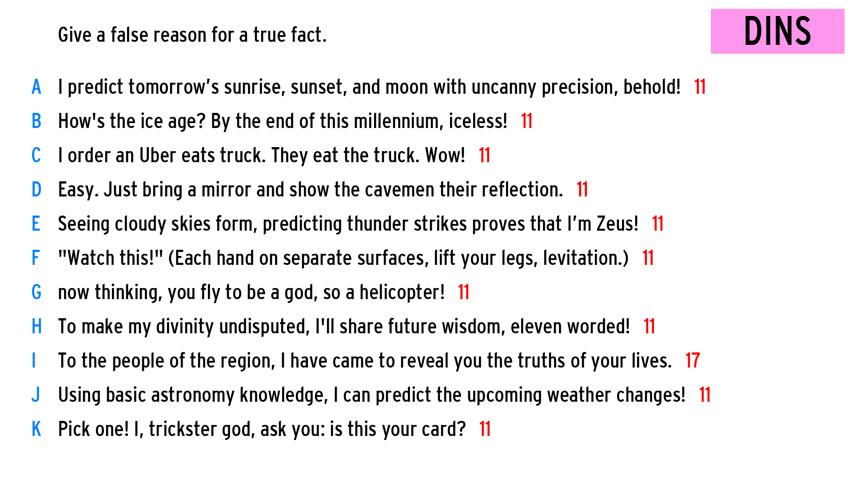 Give a false reason for a true fact.
DINS
A I predict tomorrow's sunrise, sunset, and moon with uncanny precision, behold! 11
B How's the ice age? By the end of this millennium, iceless! 11
C I order an Uber eats truck. They eat the truck. Wow! 11
D Easy. Just bring a mirror and show the cavemen their reflection. 11
E Seeing cloudy skies form, predicting thunder strikes proves that I'm Zeus! 11
F "Watch this!" (Each hand on separate surfaces, lift your legs, levitation.) 11
G now thinking, you fly to be a god, so a helicopter! 11
H To make my divinity undisputed, I'll share future wisdom, eleven worded! 11
I To the people of the region, I have came to reveal you the truths of your lives. 17
J Using basic astronomy knowledge, I can predict the upcoming weather changes! 11
K Pick one! I, trickster god, ask you: is this your card? 11